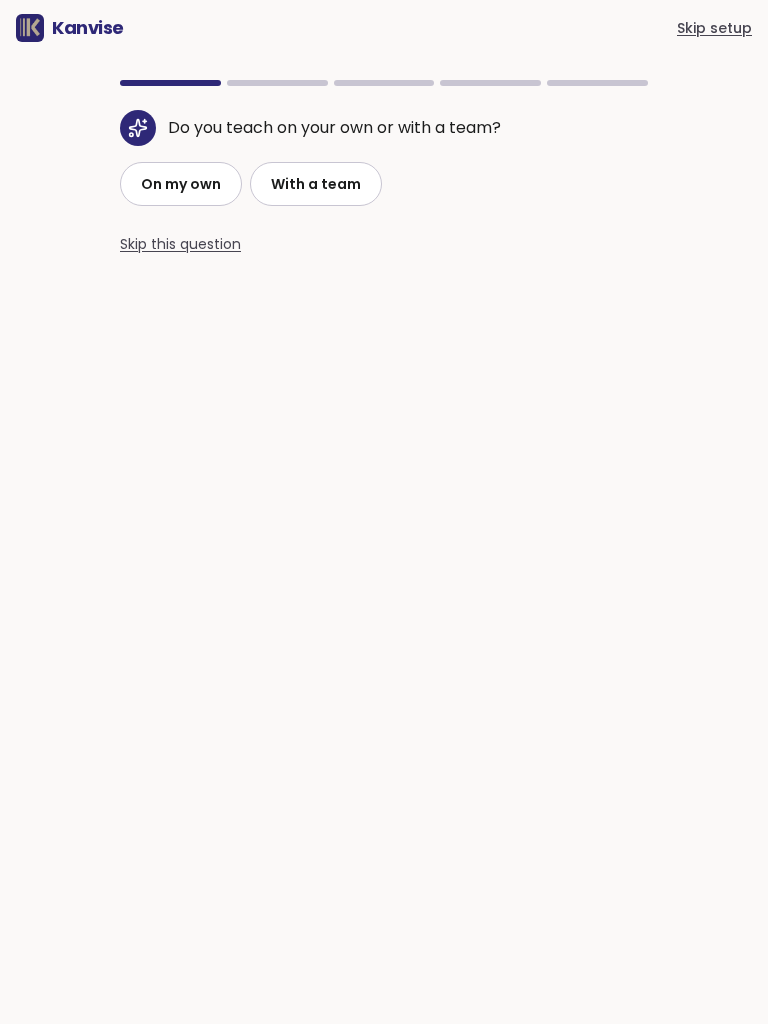 Kanvise
Skip setup
Do you teach on your own or with a team?
On my own
With a team
Skip this question